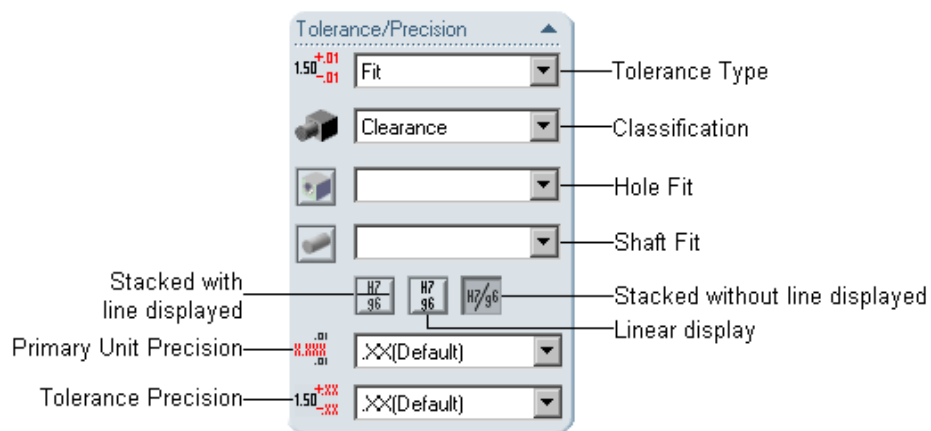 Tolerance/Precision
1.50 +.01 -.01
Fit
Tolerance Type
Clearance
Classification
Hole Fit
Shaft Fit
Stacked with
line displayed
H7
g6
H7
g6
H7/g6
Stacked without line displayed
Linear display
Primary Unit Precision
.01
X.XXX
.01
.XX(Default)
Tolerance Precision
1.50 +.XX -.XX
.XX(Default)